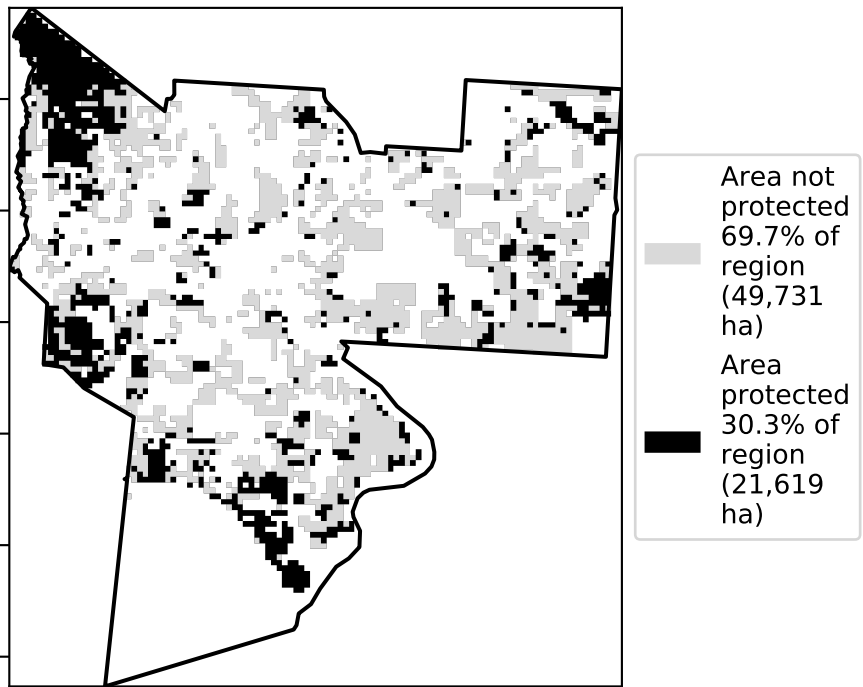 Area not
protected
69.7% of
region
(49,731
ha)
Area
protected
30.3% of
region
(21,619
ha)